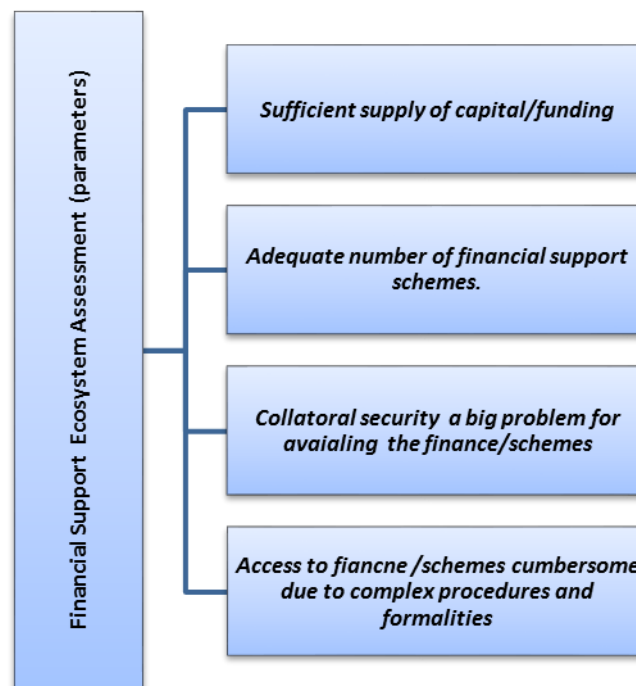 Financial Support Ecosystem Assessment (parameters)
Sufficient supply of capital/funding
Adequate number of financial support
schemes.
Collatoral security a big problem for
avaialing the finance/schemes
Access to fiancne /schemes cumbersome
due to complex procedures and
formalities